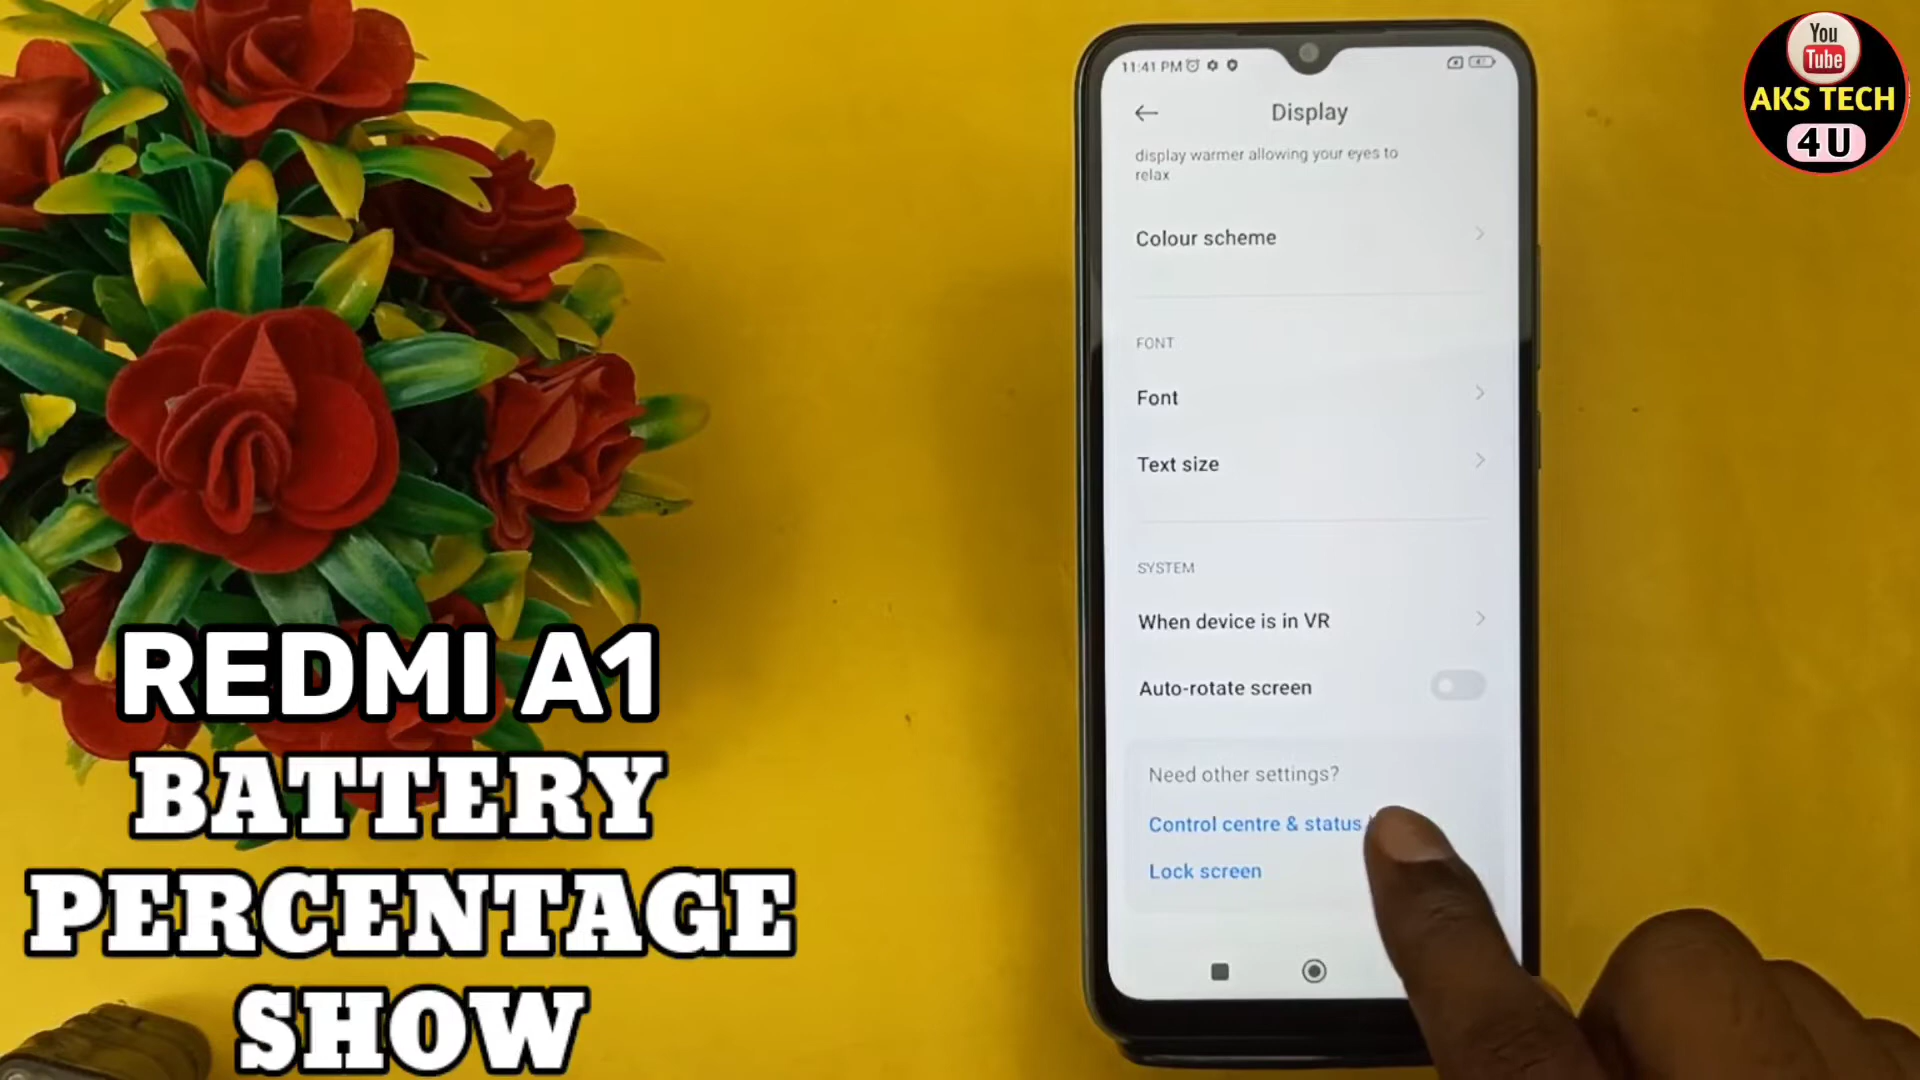 You
Tube
AKS TECH
4U
11:41 PM
Display
display warmer allowing your eyes to
relax
Colour scheme
FONT
Font
Text size
SYSTEM
When device is in VR
Auto-rotate screen
Need other settings?
Control centre & status
Lock screen
REDMI A1
BATTERY
PERCENTAGE
SHOW